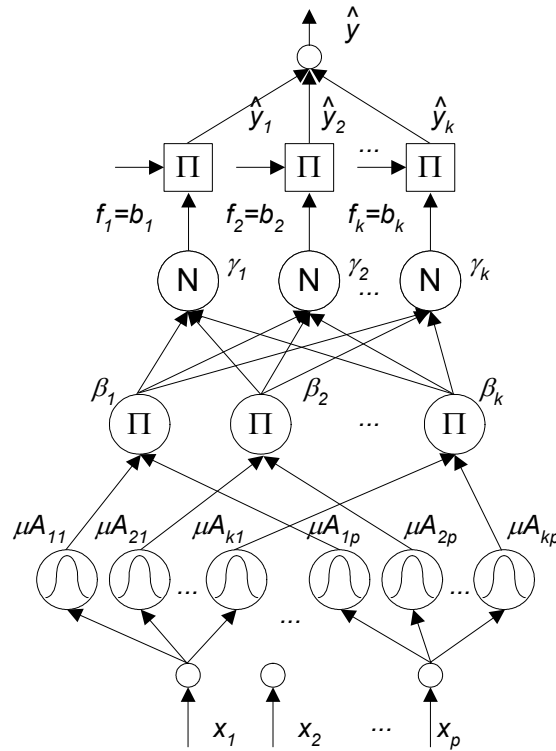 ŷ
ŷ₁ ŷ₂ ŷₖ
...
Π Π Π
f₁=b₁ f₂=b₂ fₖ=bₖ
N γ₁ N γ₂ ... N γₖ
β₁ β₂ βₖ
Π Π ... Π
μA₁₁ μA₂₁ μAₖ₁ μA₁ₚ μA₂ₚ μAₖₚ
... ... ...
x₁ x₂ ... xₚ